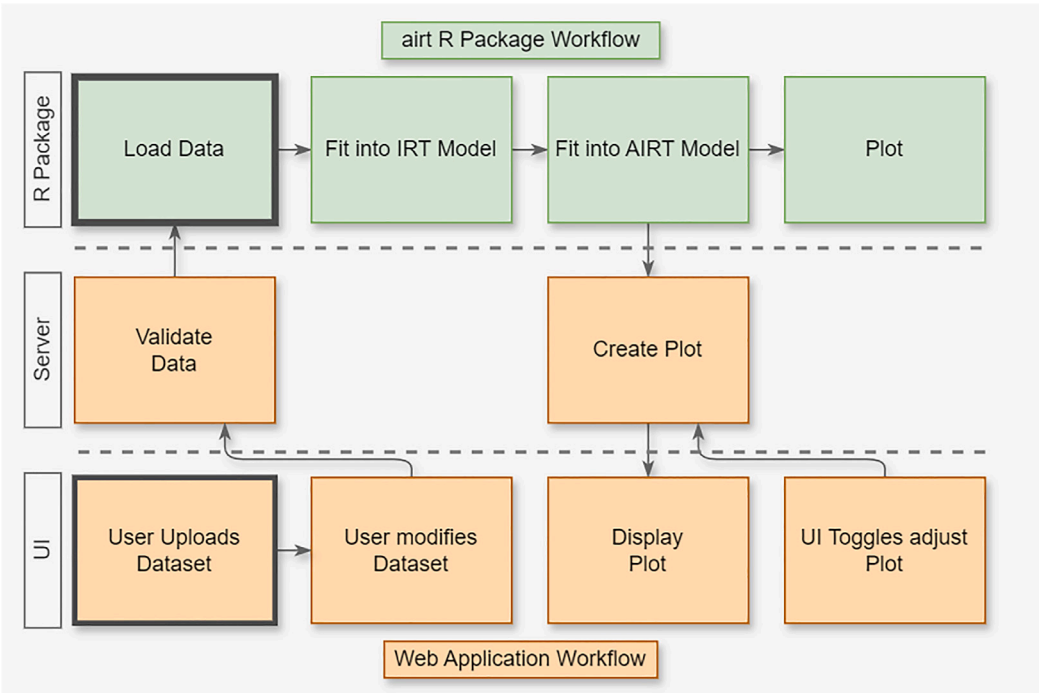 airt R Package Workflow
R Package
Load Data
Fit into IRT Model
Fit into AIRT Model
Plot
Server
Validate
Data
Create Plot
UI
User Uploads
Dataset
User modifies
Dataset
Display
Plot
UI Toggles adjust
Plot
Web Application Workflow